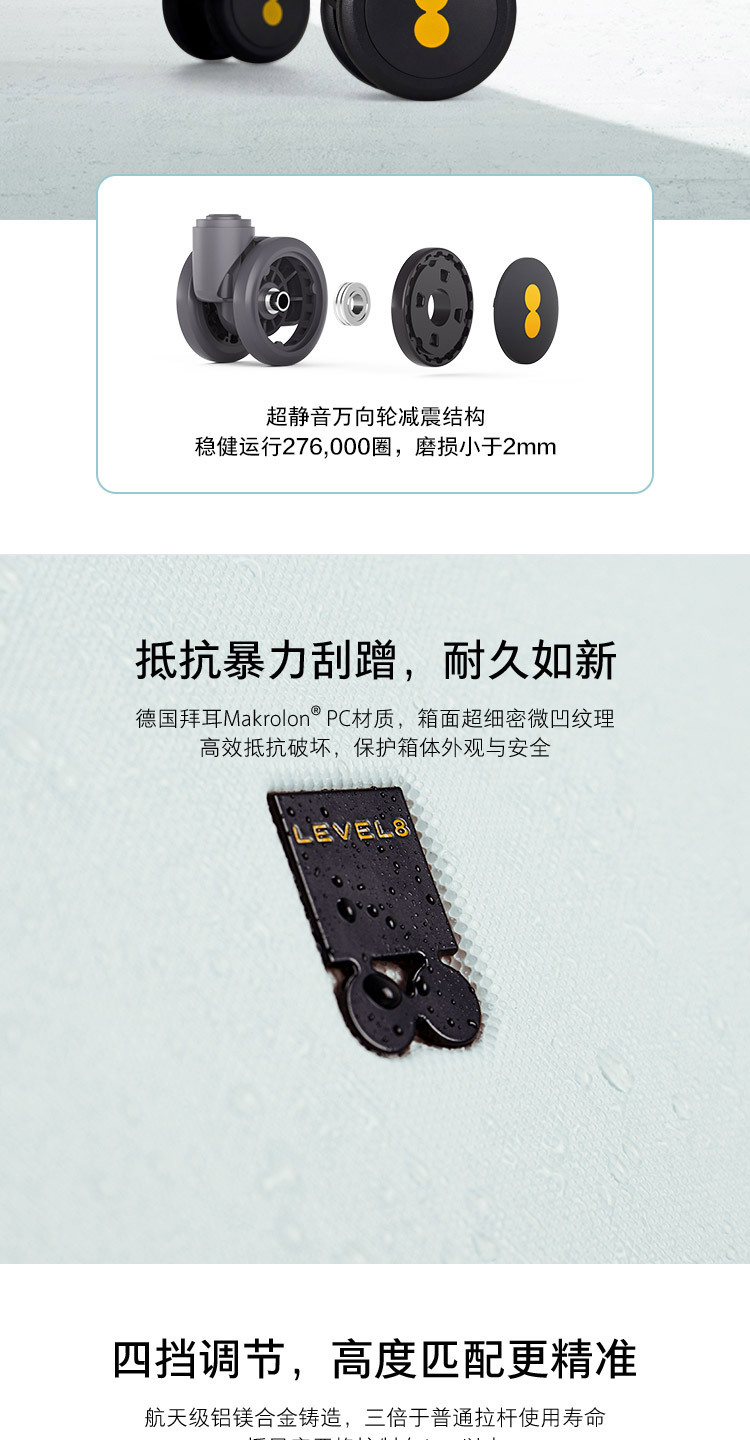 超静音万向轮减震结构
稳健运行276,000圈，磨损小于2mm
抵抗暴力刮蹭，耐久如新
德国拜耳Makrolon® PC材质，箱面超细密微凹纹理
高效抵抗破坏，保护箱体外观与安全
LEVEL8
四挡调节，高度匹配更精准
航天级铝镁合金铸造，三倍于普通拉杆使用寿命